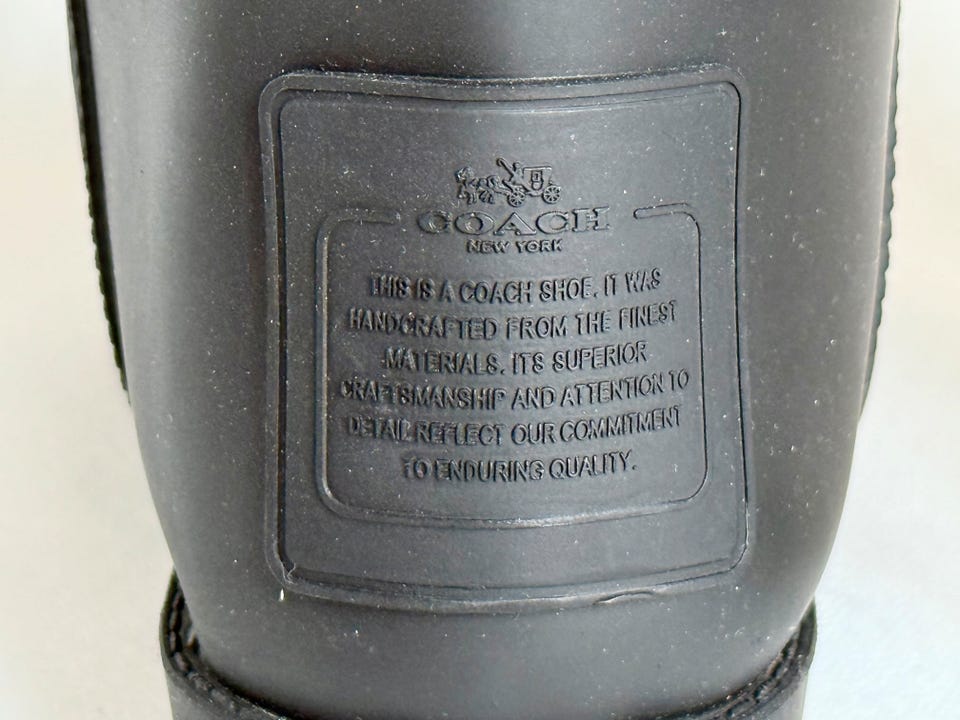 COACH
NEW YORK
THIS IS A COACH SHOE. IT WAS
HANDCRAFTED FROM THE FINEST
MATERIALS. ITS SUPERIOR
CRAFTSMANSHIP AND ATTENTION TO
DETAIL REFLECT OUR COMMITMENT
TO ENDURING QUALITY.